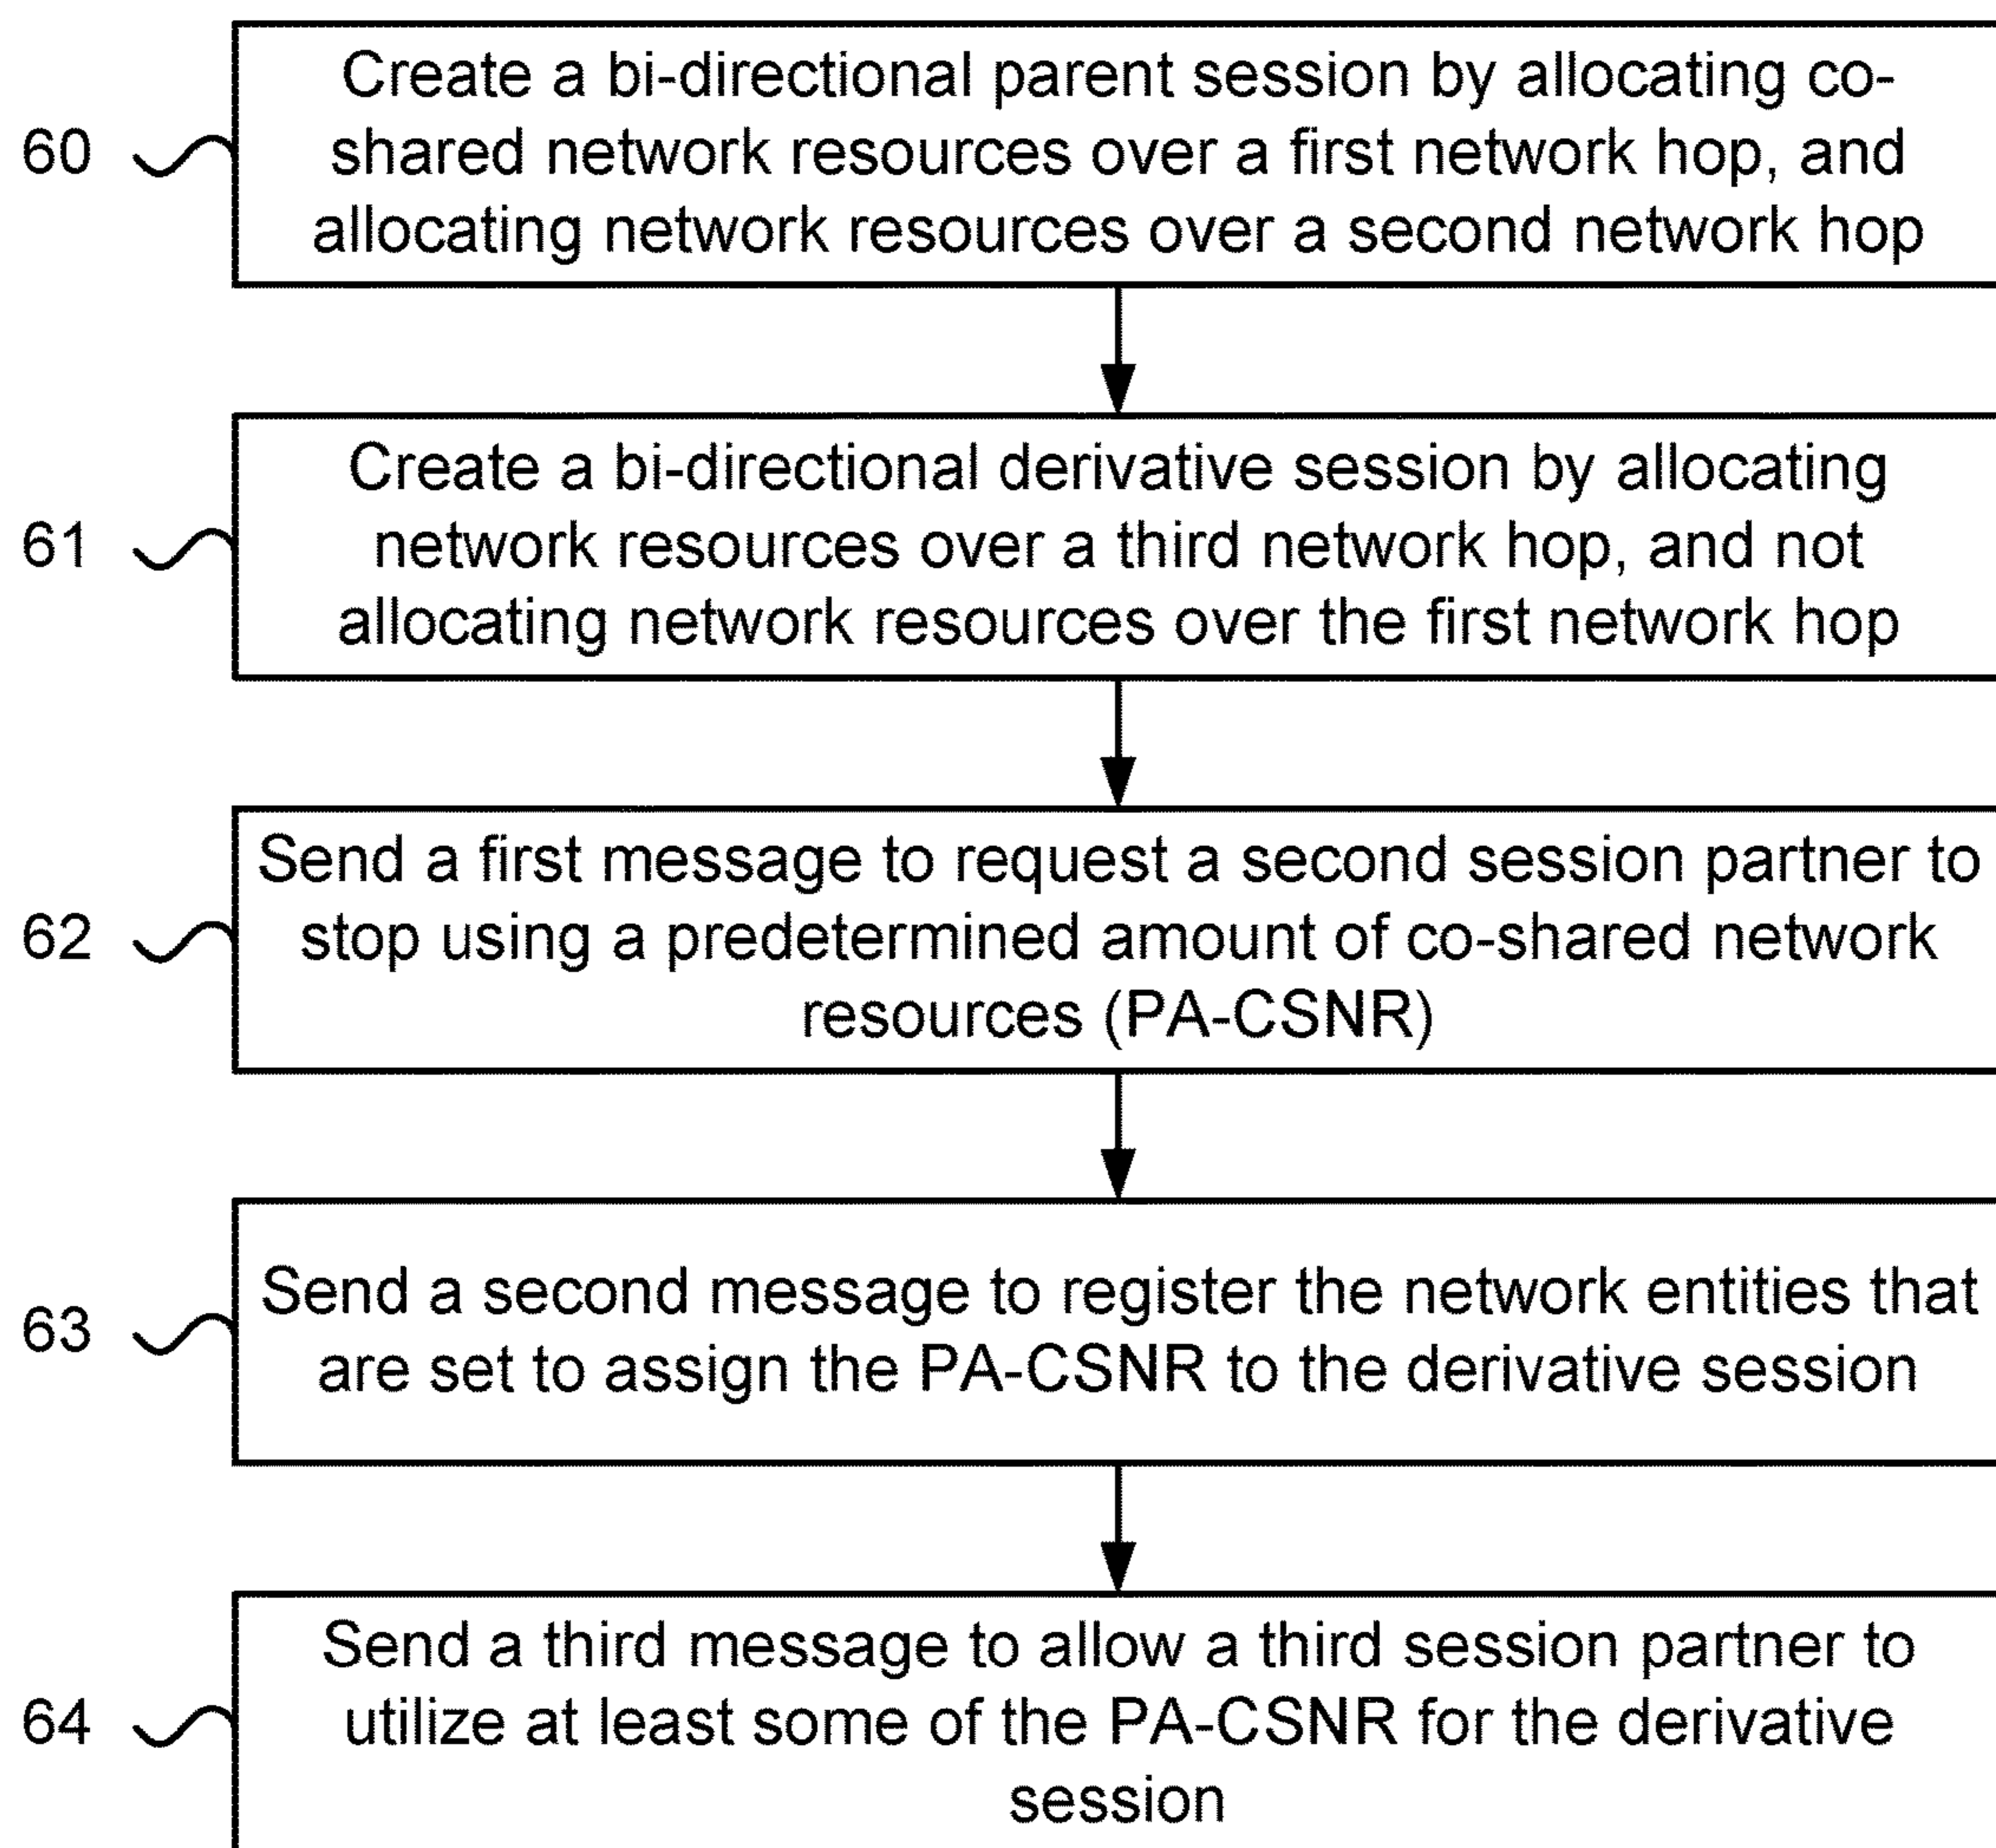 Create a bi-directional parent session by allocating co-
60 shared network resources over a first network hop, and
allocating network resources over a second network hop
Create a bi-directional derivative session by allocating
61 network resources over a third network hop, and not
allocating network resources over the first network hop
Send a first message to request a second session partner to
62 stop using a predetermined amount of co-shared network
resources (PA-CSNR)
Send a second message to register the network entities that
63 are set to assign the PA-CSNR to the derivative session
Send a third message to allow a third session partner to
64 utilize at least some of the PA-CSNR for the derivative
session